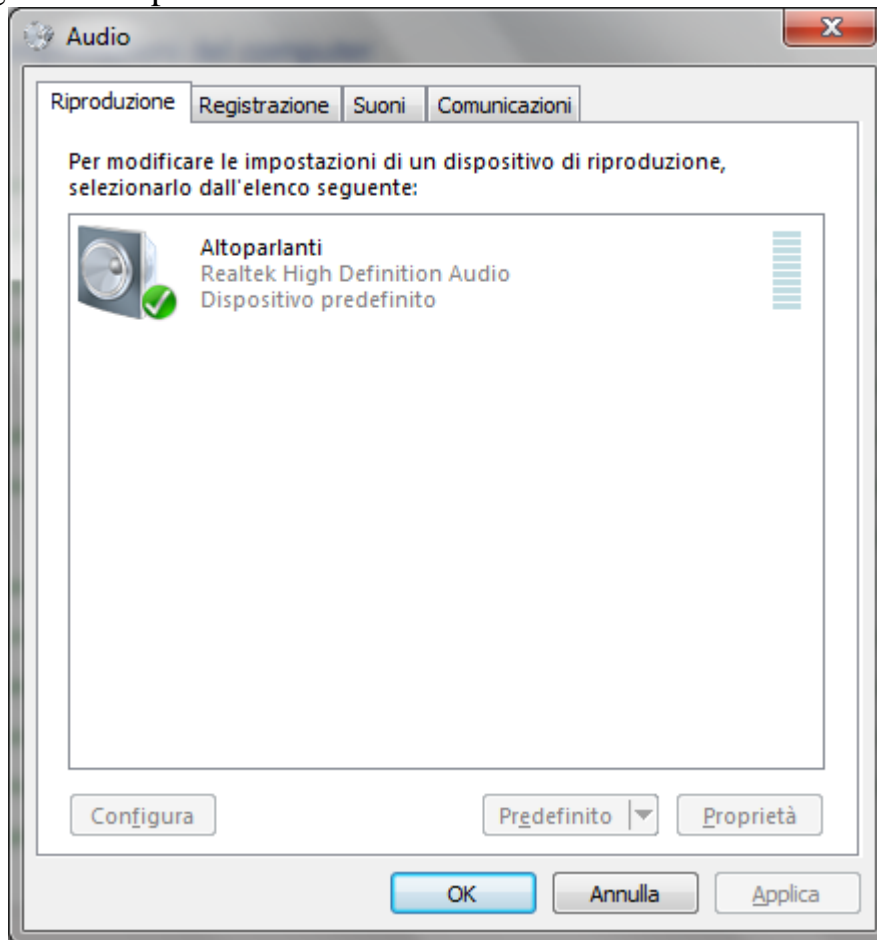 Audio
Riproduzione Registrazione Suoni Comunicazioni
Per modificare le impostazioni di un dispositivo di riproduzione,
selezionarlo dall'elenco seguente:
Altoparlanti
Realtek High Definition Audio
Dispositivo predefinito
Configura Predefinito Proprietà
OK Annulla Applica